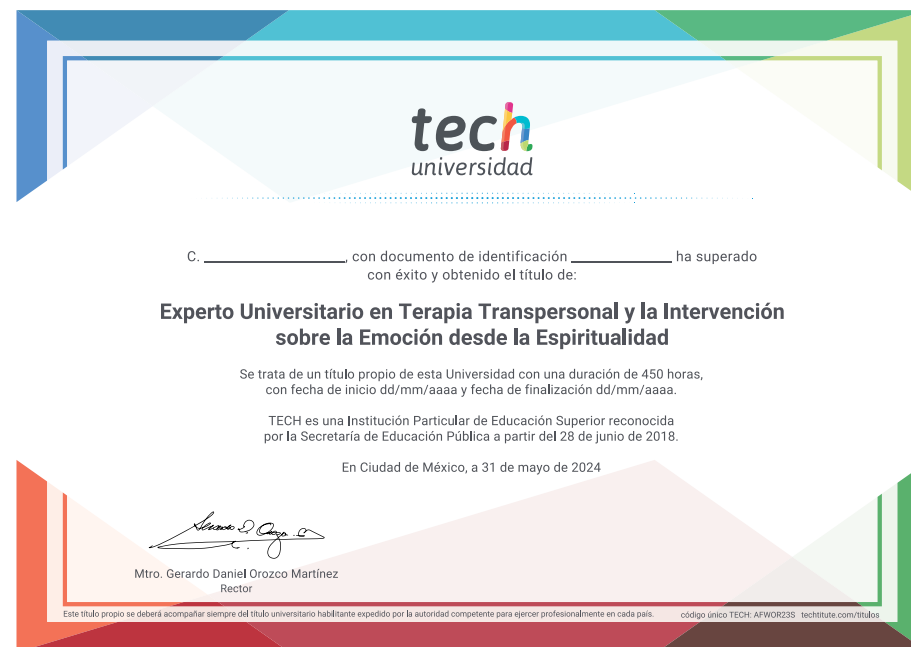 tech
universidad
C. ____________________, con documento de identificación ______________ ha superado
con éxito y obtenido el título de:
Experto Universitario en Terapia Transpersonal y la Intervención
sobre la Emoción desde la Espiritualidad
Se trata de un título propio de esta Universidad con una duración de 450 horas,
con fecha de inicio dd/mm/aaaa y fecha de finalización dd/mm/aaaa.
TECH es una Institución Particular de Educación Superior reconocida
por la Secretaría de Educación Pública a partir del 28 de junio de 2018.
En Ciudad de México, a 31 de mayo de 2024
Mtro. Gerardo Daniel Orozco Martínez
Rector
Este título propio se deberá acompañar siempre del título universitario habilitante expedido por la autoridad competente para ejercer profesionalmente en cada país. código único TECH: AFWOR23S techtitute.com/titulos